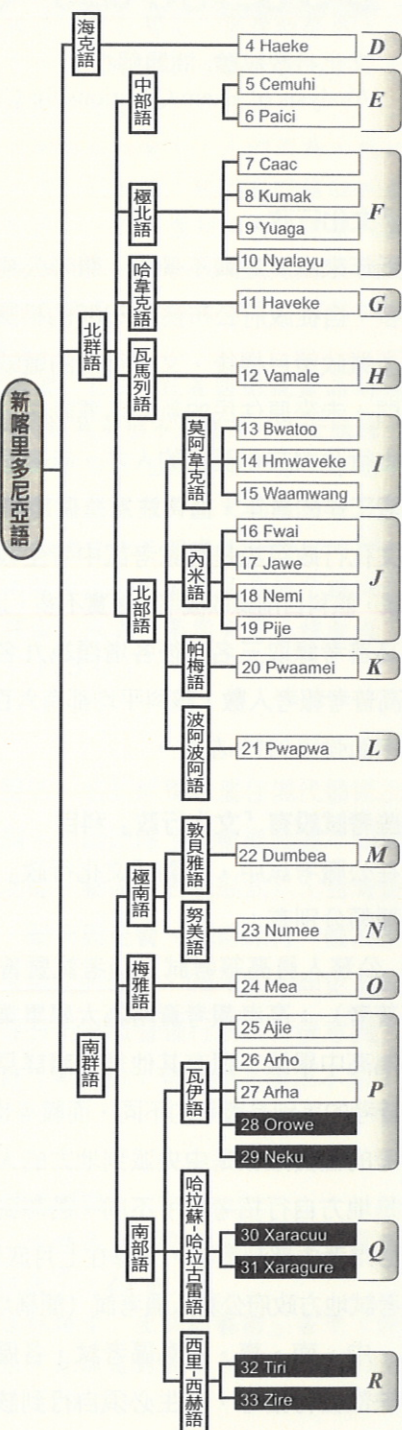 新喀里多尼亞語
海克語
4 Haeke
D
北群語
中部語
5 Cemuhi
6 Paici
E
極北語
7 Caac
8 Kumak
9 Yuaga
10 Nyalayu
F
哈韋克語
11 Haveke
G
瓦馬列語
12 Vamale
H
北部語
莫阿韋克語
13 Bwatoo
14 Hmwaveke
15 Waamwang
I
內米語
16 Fwai
17 Jawe
18 Nemi
19 Pije
J
帕梅語
20 Pwaamei
K
波阿波阿語
21 Pwapwa
L
南群語
極南語
敦貝雅語
22 Dumbea
M
努美語
23 Numee
N
梅雅語
24 Mea
O
南部語
瓦伊語
25 Ajie
26 Arho
27 Arha
28 Orowe
29 Neku
P
哈拉蘇-哈拉古雷語
30 Xaracuu
31 Xaragure
Q
西里-西赫語
32 Tiri
33 Zire
R